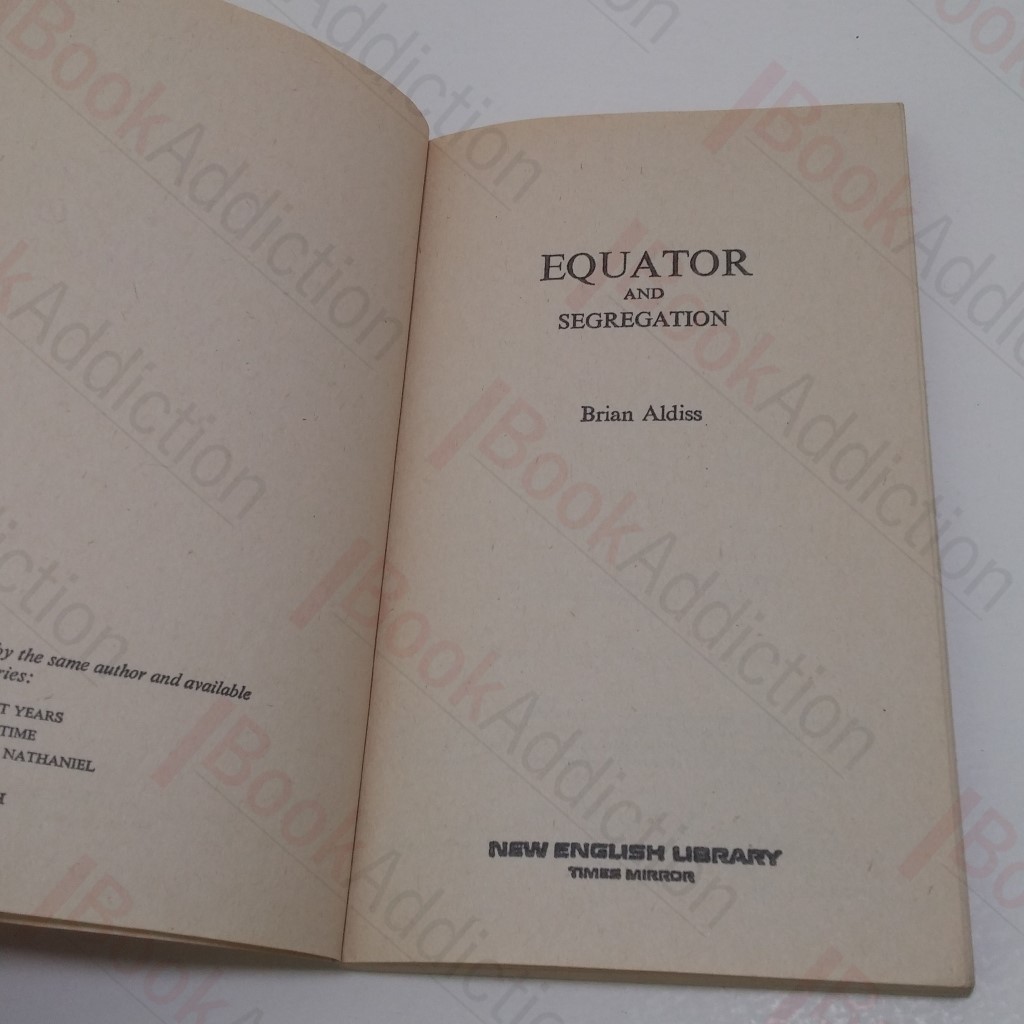 by the same author and available
ries:
T YEARS
TIME
NATHANIEL
H
EQUATOR
AND
SEGREGATION
Brian Aldiss
NEW ENGLISH LIBRARY
TIMES MIRROR
BookAddiction